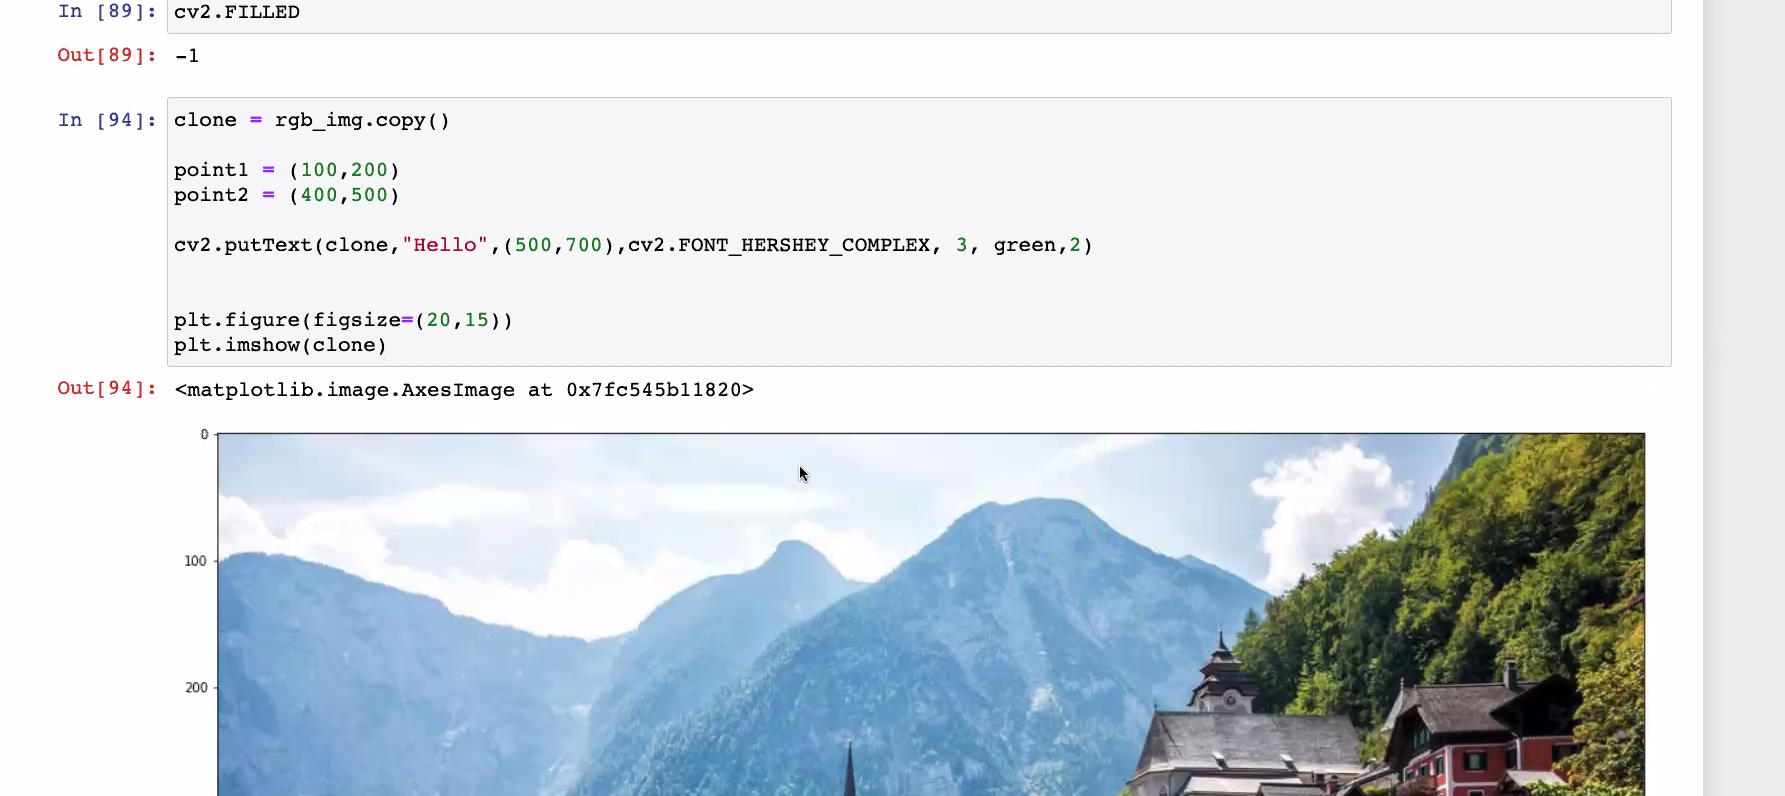 In [89]: cv2.FILLED
Out[89]: -1
In [94]: clone = rgb_img.copy()
point1 = (100,200)
point2 = (400,500)
cv2.putText(clone,"Hello",(500,700),cv2.FONT_HERSHEY_COMPLEX, 3, green,2)
plt.figure(figsize=(20,15))
plt.imshow(clone)
Out[94]: <matplotlib.image.AxesImage at 0x7fc545b11820>
0
100
200